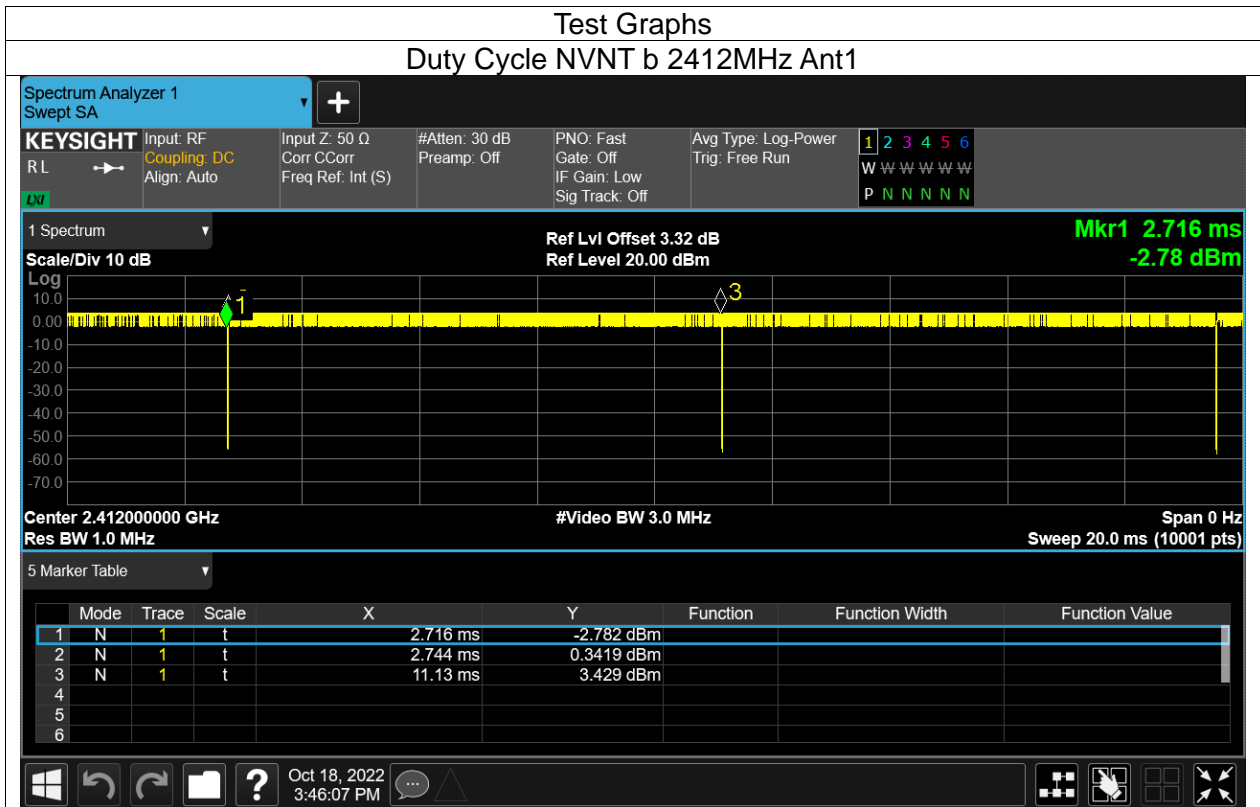 Test Graphs
Duty Cycle NVNT b 2412MHz Ant1
Spectrum Analyzer 1
Swept SA
+
KEYSIGHT Input: RF Input Z: 50 Ω #Atten: 30 dB PNO: Fast Avg Type: Log-Power 1 2 3 4 5 6
R L Coupling: DC Corr CCorr Preamp: Off Gate: Off Trig: Free Run W W W W W W
Align: Auto Freq Ref: Int (S) IF Gain: Low
LXI Sig Track: Off P N N N N N
1 Spectrum Ref Lvl Offset 3.32 dB Mkr1 2.716 ms
Scale/Div 10 dB Ref Level 20.00 dBm -2.78 dBm
Log
10.0
0.00
-10.0
-20.0
-30.0
-40.0
-50.0
-60.0
-70.0
1
3
Center 2.412000000 GHz #Video BW 3.0 MHz Span 0 Hz
Res BW 1.0 MHz Sweep 20.0 ms (10001 pts)
5 Marker Table
Mode Trace Scale X Y Function Function Width Function Value
1 N 1 t 2.716 ms -2.782 dBm
2 N 1 t 2.744 ms 0.3419 dBm
3 N 1 t 11.13 ms 3.429 dBm
4
5
6
? Oct 18, 2022
3:46:07 PM